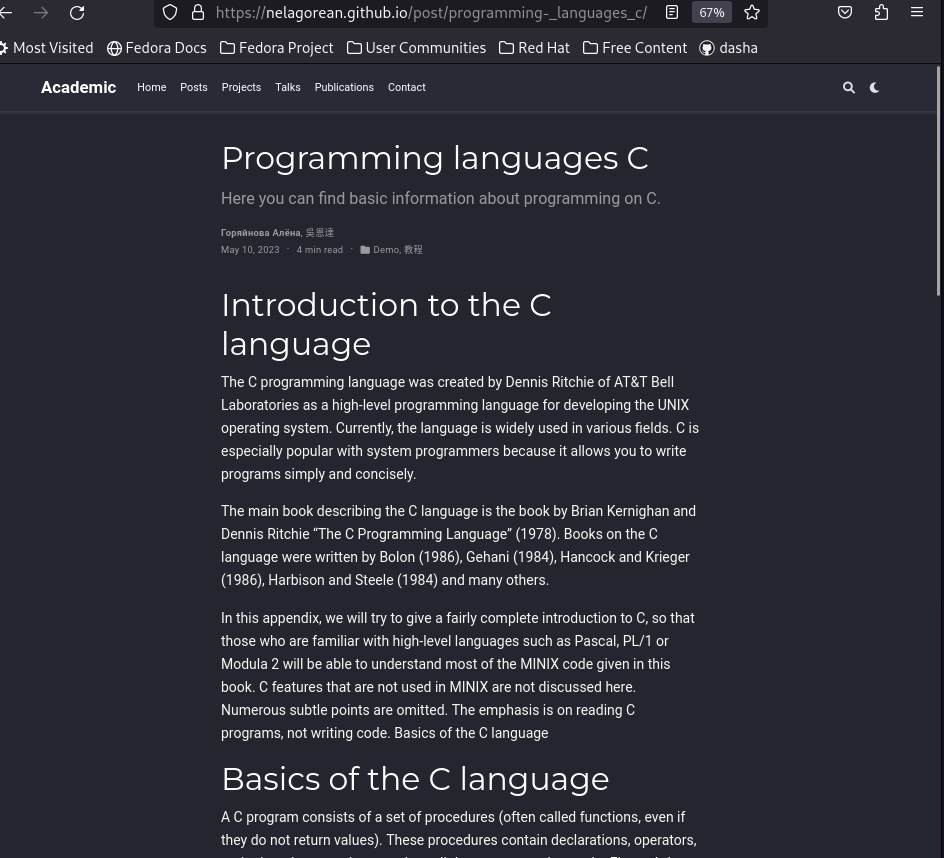 https://nelagorean.github.io/post/programming-_languages_c/
67%
Most Visited Fedora Docs Fedora Project User Communities Red Hat Free Content dasha
Academic Home Posts Projects Talks Publications Contact
Programming languages C
Here you can find basic information about programming on C.
Горяйнова Алёна, 吳恩達
May 10, 2023 · 4 min read · Demo, 教程
Introduction to the C
language
The C programming language was created by Dennis Ritchie of AT&T Bell
Laboratories as a high-level programming language for developing the UNIX
operating system. Currently, the language is widely used in various fields. C is
especially popular with system programmers because it allows you to write
programs simply and concisely.
The main book describing the C language is the book by Brian Kernighan and
Dennis Ritchie “The C Programming Language” (1978). Books on the C
language were written by Bolon (1986), Gehani (1984), Hancock and Krieger
(1986), Harbison and Steele (1984) and many others.
In this appendix, we will try to give a fairly complete introduction to C, so that
those who are familiar with high-level languages such as Pascal, PL/1 or
Modula 2 will be able to understand most of the MINIX code given in this
book. C features that are not used in MINIX are not discussed here.
Numerous subtle points are omitted. The emphasis is on reading C
programs, not writing code. Basics of the C language
Basics of the C language
A C program consists of a set of procedures (often called functions, even if
they do not return values). These procedures contain declarations, operators,